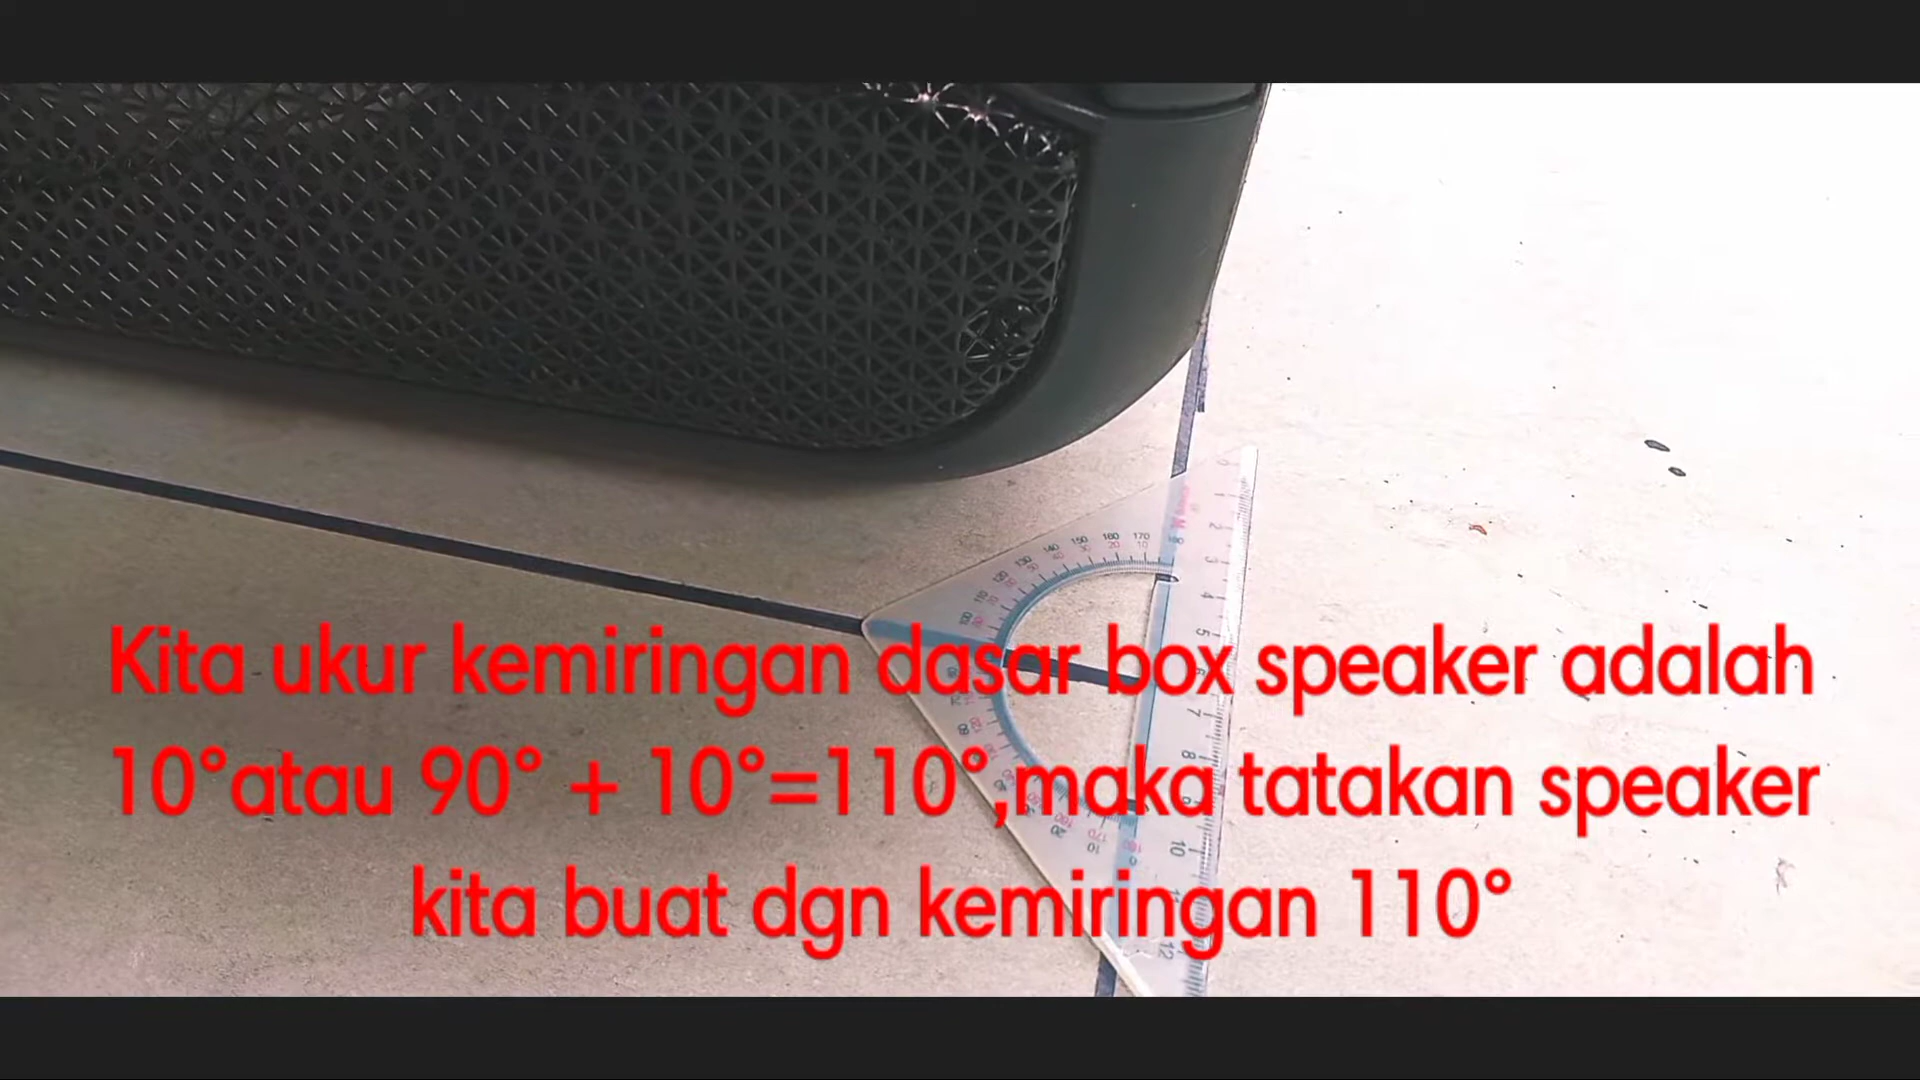 Kita ukur kemiringan dasar box speaker adalah
10°atau 90° + 10°=110°,maka tatakan speaker
kita buat dgn kemiringan 110°